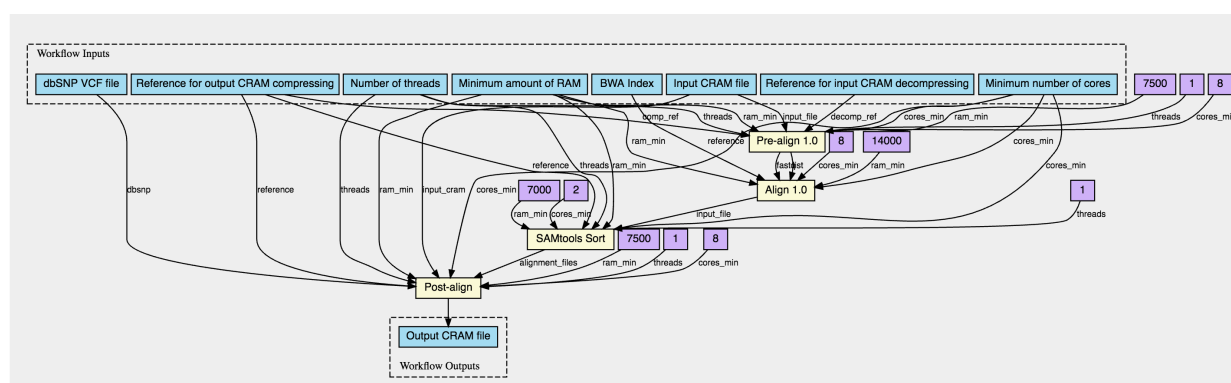 Workflow Inputs
dbSNP VCF file
Reference for output CRAM compressing
Number of threads
Minimum amount of RAM
BWA Index
Input CRAM file
Reference for input CRAM decompressing
Minimum number of cores
7500
1
8
comp_ref
threads
ram_min
input_file
decomp_ref
cores_min
ram_min
threads
cores_mi
reference
Pre-align 1.0
8
14000
ram_min
cores_min
reference
threads
ram_min
cores_min
ram_min
cores_min
dbsnp
reference
threads
ram_min
input_cram
cores_min
7000
2
Align 1.0
1
ram_min
cores_min
input_file
threads
SAMtools Sort
7500
1
8
alignment_files
ram_min
threads
cores_min
Post-align
Output CRAM file
Workflow Outputs